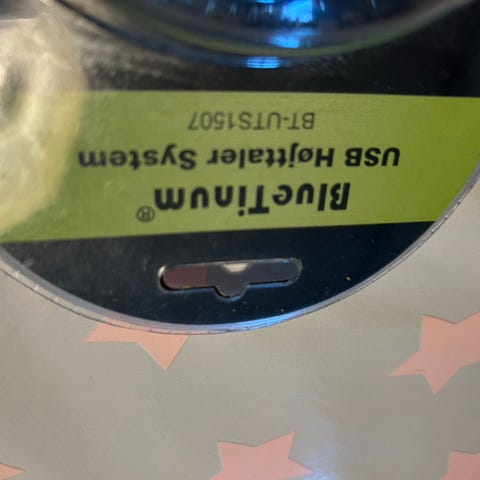 BlueTinum®
USB Højttaler System
BT-UTS1507